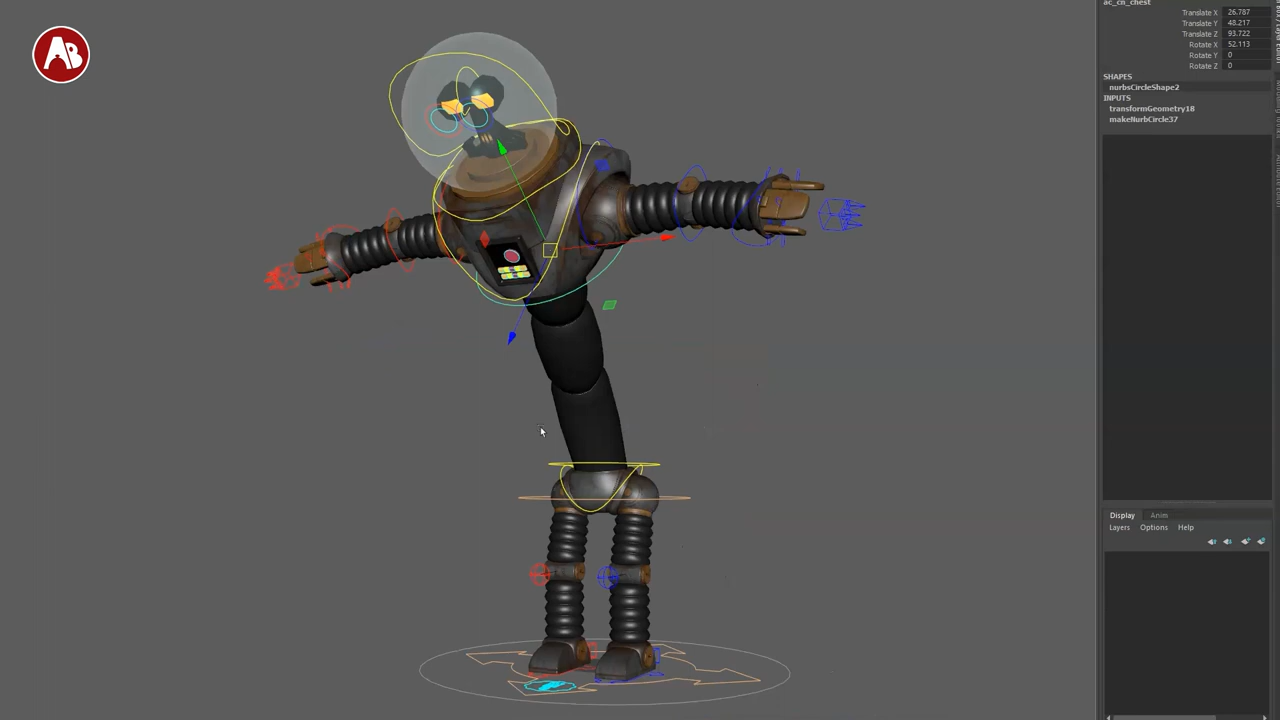 AB
ac_cn_chest
Translate X 26.787
Translate Y 48.217
Translate Z 93.722
Rotate X 52.113
Rotate Y 0
Rotate Z 0
SHAPES
nurbsCircleShape2
INPUTS
transformGeometry18
makeNurbCircle37
Display Anim
Layers Options Help